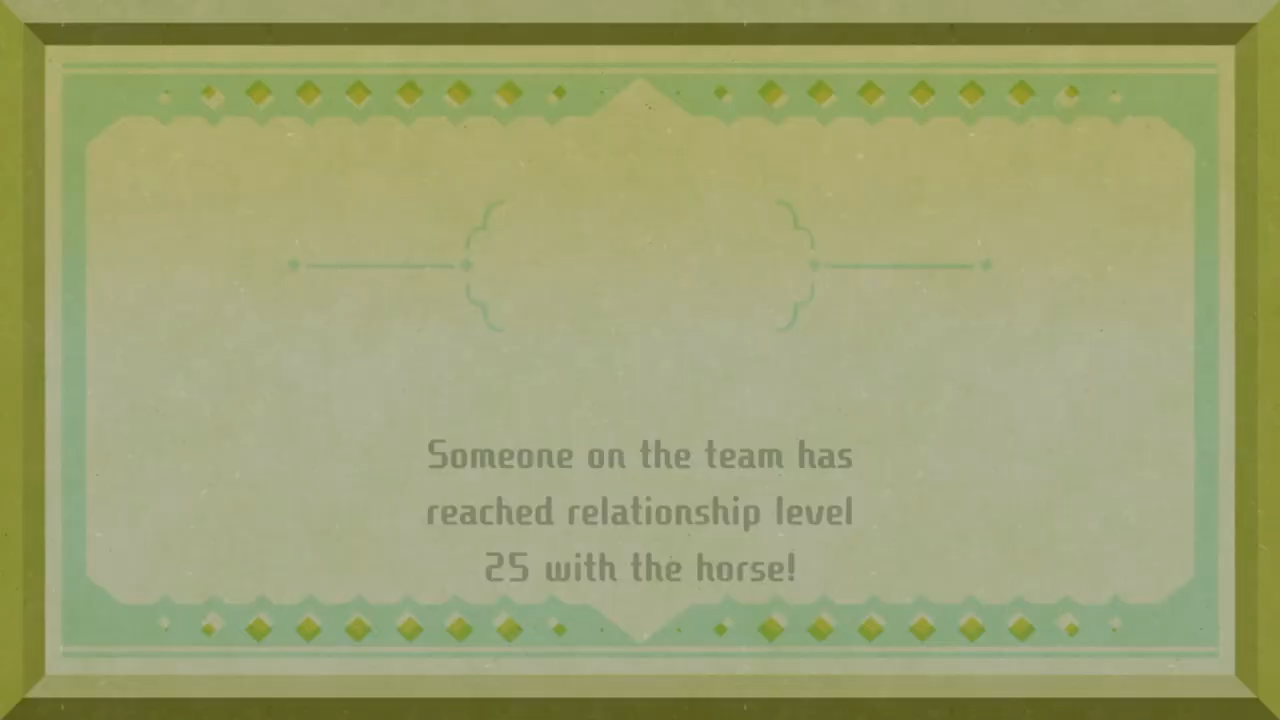 Someone on the team has
reached relationship level
25 with the horse!